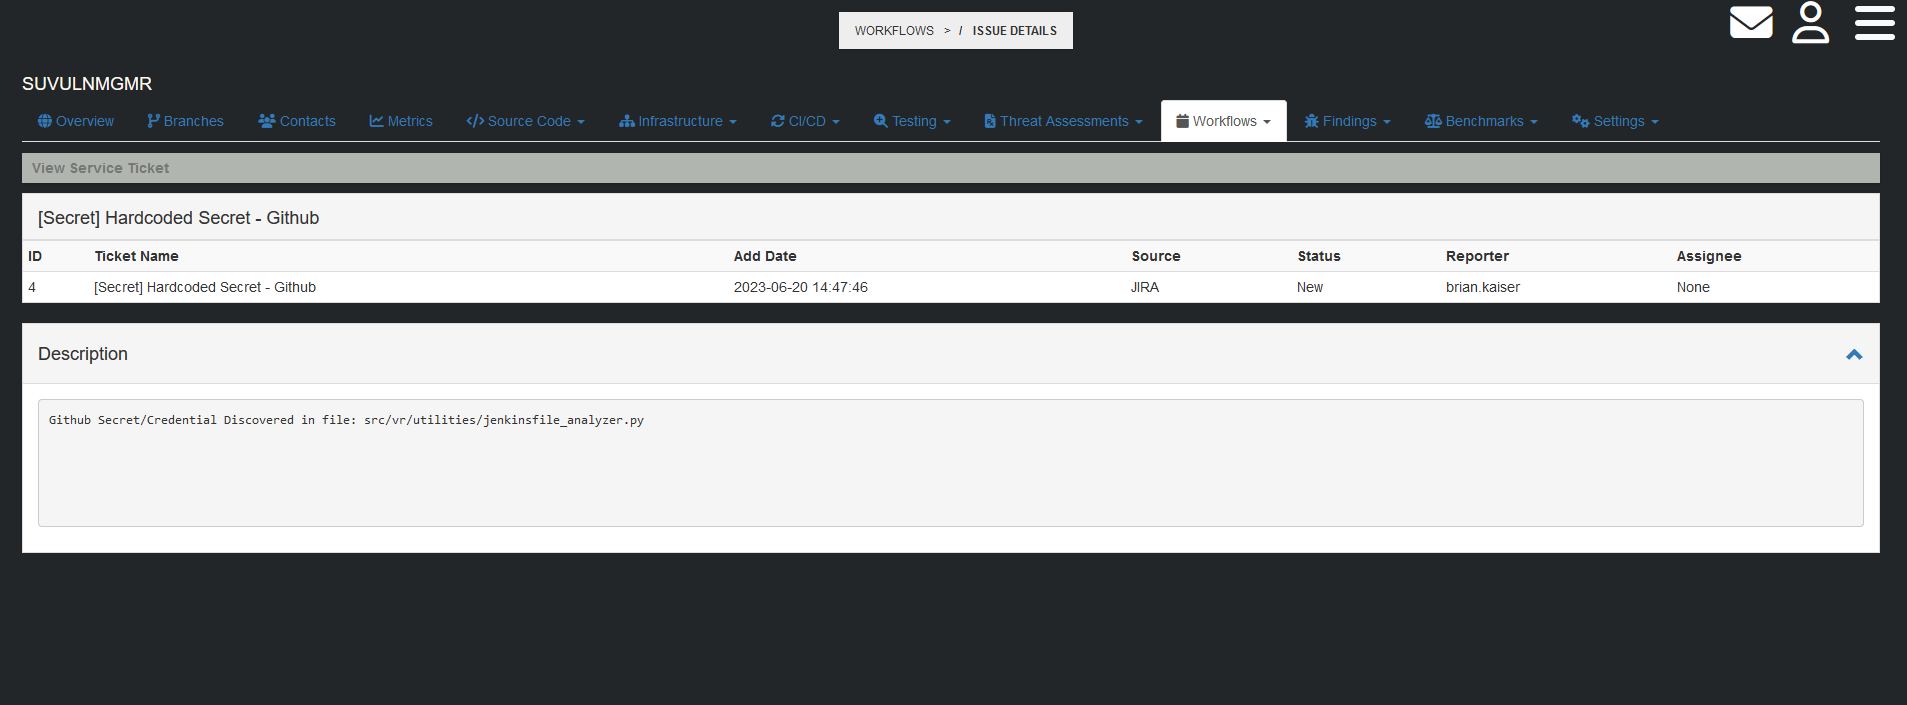 WORKFLOWS > / ISSUE DETAILS
SUVULNMGMR
Overview Branches Contacts Metrics Source Code Infrastructure CI/CD Testing Threat Assessments Workflows Findings Benchmarks Settings
View Service Ticket
[Secret] Hardcoded Secret - Github
ID Ticket Name Add Date Source Status Reporter Assignee
4 [Secret] Hardcoded Secret - Github 2023-06-20 14:47:46 JIRA New brian.kaiser None
Description
Github Secret/Credential Discovered in file: src/vr/utilities/jenkinsfile_analyzer.py